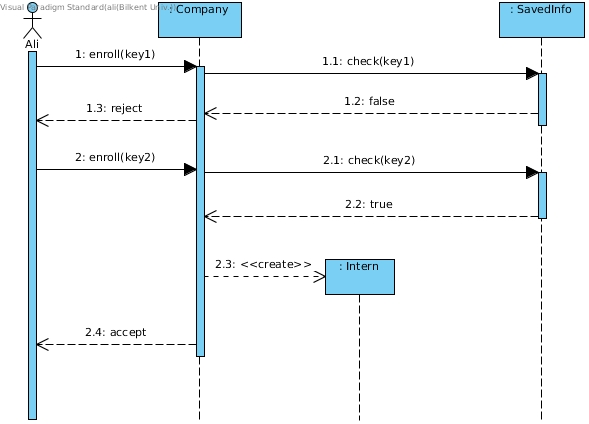 Visual Paradigm Standard(ali(Bilkent Univ.))
: Company
: SavedInfo
Ali
1: enroll(key1)
1.1: check(key1)
1.2: false
1.3: reject
2: enroll(key2)
2.1: check(key2)
2.2: true
2.3: <<create>>
: Intern
2.4: accept